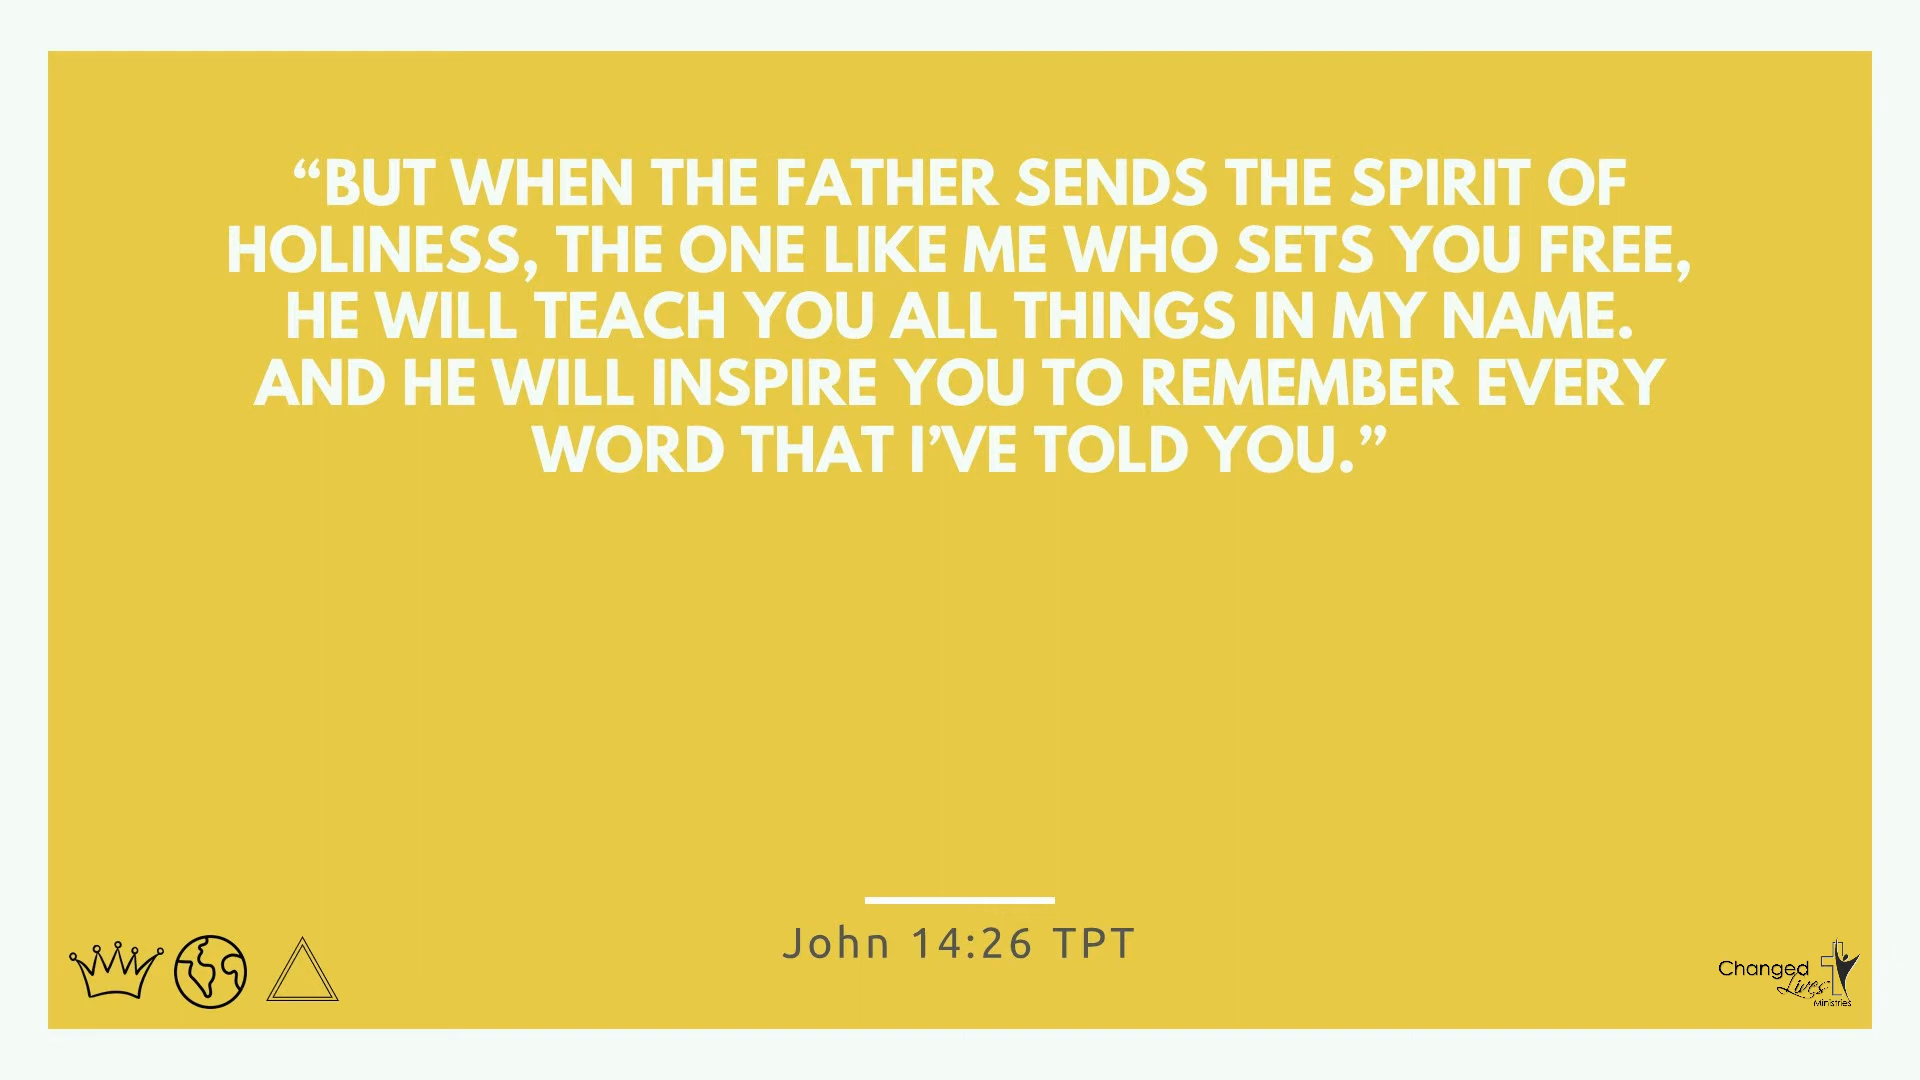 “BUT WHEN THE FATHER SENDS THE SPIRIT OF
HOLINESS, THE ONE LIKE ME WHO SETS YOU FREE,
HE WILL TEACH YOU ALL THINGS IN MY NAME.
AND HE WILL INSPIRE YOU TO REMEMBER EVERY
WORD THAT I’VE TOLD YOU.”
John 14:26 TPT
Changed
Lives
Ministries